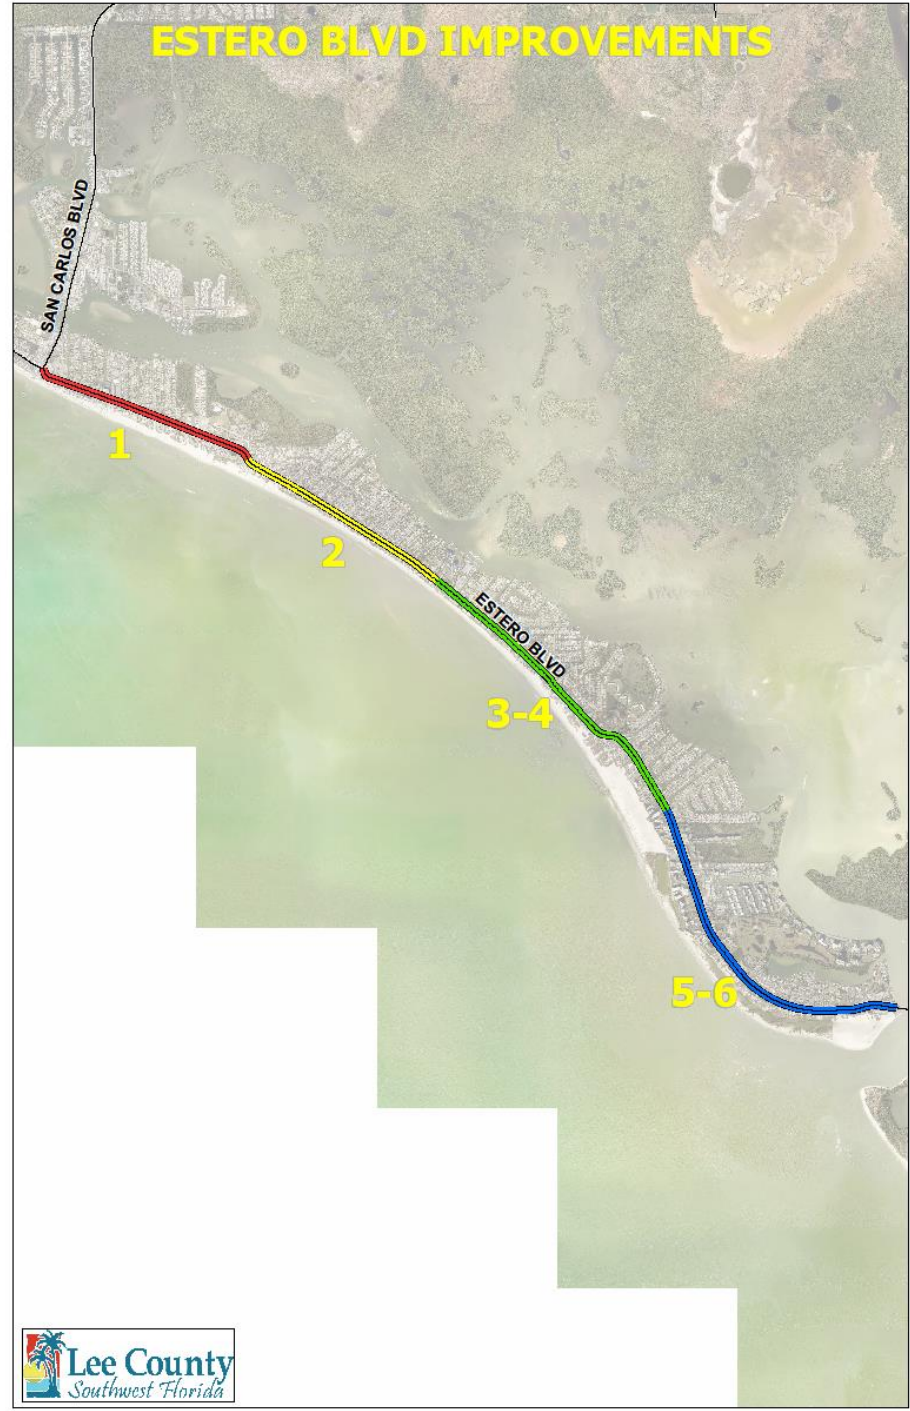 ESTERO BLVD IMPROVEMENTS
SAN CARLOS BLVD
1
2
ESTERO BLVD
3-4
5-6
Lee County
Southwest Florida